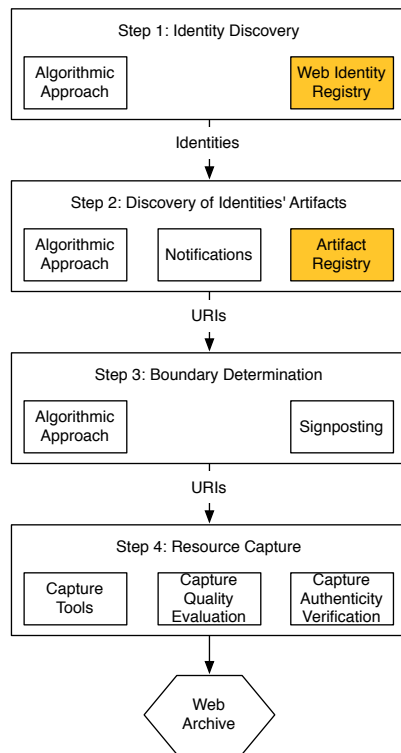 Step 1: Identity Discovery
Algorithmic
Approach
Web Identity
Registry
Identities
Step 2: Discovery of Identities' Artifacts
Algorithmic
Approach
Notifications
Artifact
Registry
URIs
Step 3: Boundary Determination
Algorithmic
Approach
Signposting
URIs
Step 4: Resource Capture
Capture
Tools
Capture
Quality
Evaluation
Capture
Authenticity
Verification
Web
Archive